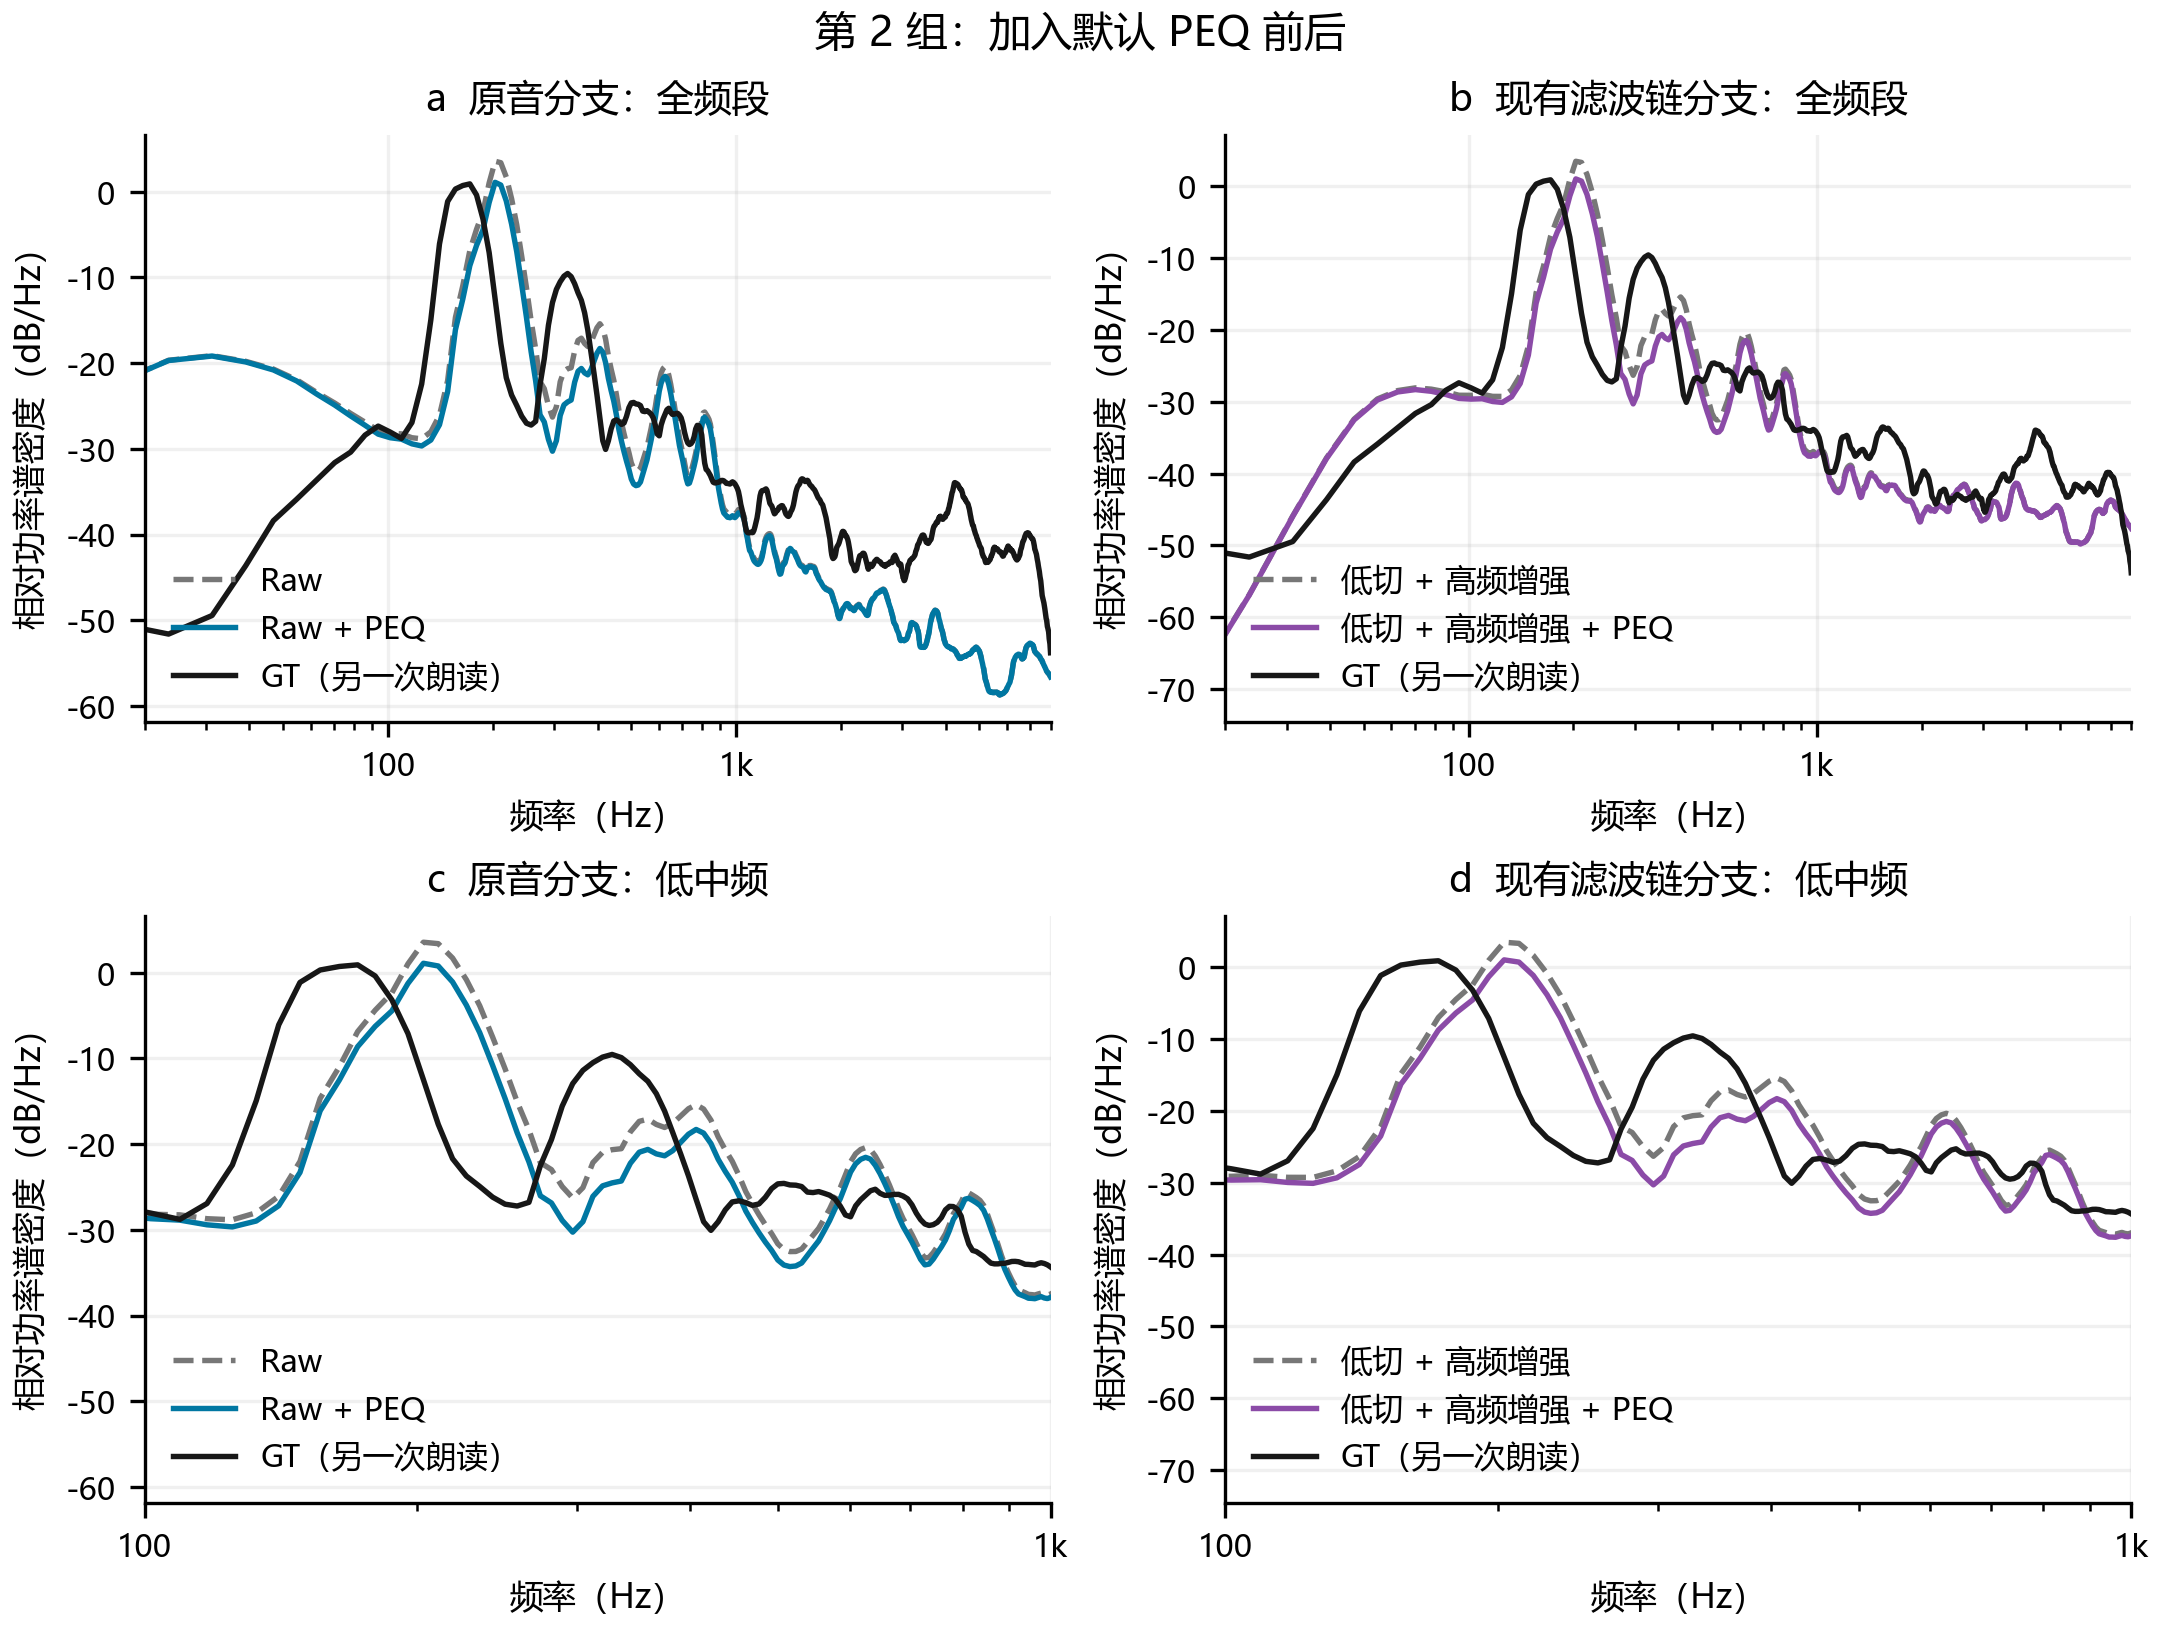 第 2 组：加入默认 PEQ 前后
a 原音分支：全频段
相对功率谱密度（dB/Hz）
0
-10
-20
-30
-40
-50
-60
Raw
Raw + PEQ
GT（另一次朗读）
100
1k
频率（Hz）
b 现有滤波链分支：全频段
相对功率谱密度（dB/Hz）
0
-10
-20
-30
-40
-50
-60
-70
低切 + 高频增强
低切 + 高频增强 + PEQ
GT（另一次朗读）
100
1k
频率（Hz）
c 原音分支：低中频
相对功率谱密度（dB/Hz）
0
-10
-20
-30
-40
-50
-60
Raw
Raw + PEQ
GT（另一次朗读）
100
1k
频率（Hz）
d 现有滤波链分支：低中频
相对功率谱密度（dB/Hz）
0
-10
-20
-30
-40
-50
-60
-70
低切 + 高频增强
低切 + 高频增强 + PEQ
GT（另一次朗读）
100
1k
频率（Hz）